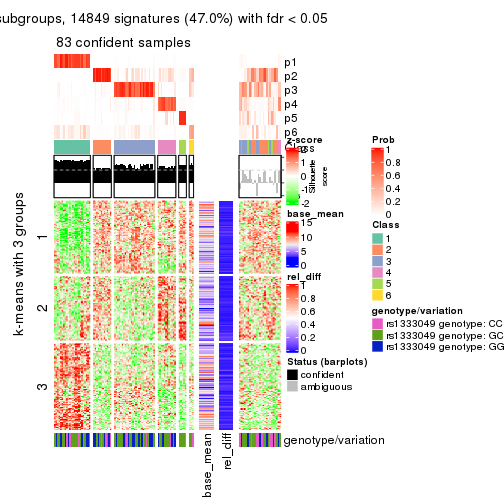 subgroups, 14849 signatures (47.0%) with fdr < 0.05
83 confident samples
p1
p2
p3
p4
p5
p6
Class
Silhouette
score
k-means with 3 groups
1
2
3
genotype/variation
base_mean
rel_diff
z-score
2
1
0
-1
-2
base_mean
15
10
5
0
rel_diff
1
0.8
0.6
0.4
0.2
0
Status (barplots)
confident
ambiguous
Prob
1
0.8
0.6
0.4
0.2
0
Class
1
2
3
4
5
6
genotype/variation
rs1333049 genotype: CC
rs1333049 genotype: GC
rs1333049 genotype: GG